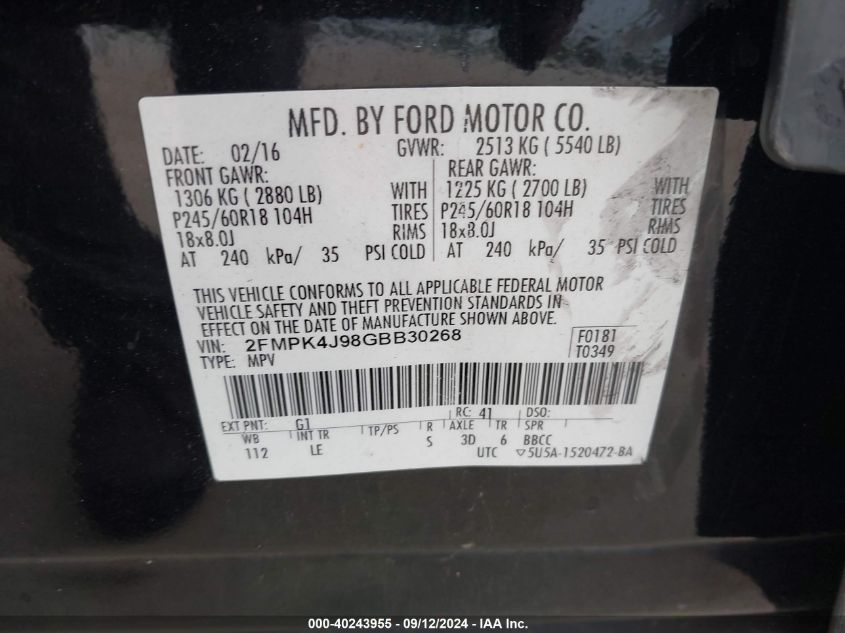 MFD. BY FORD MOTOR CO.
DATE: 02/16 GVWR: 2513 KG ( 5540 LB)
FRONT GAWR: REAR GAWR:
1306 KG ( 2880 LB) WITH 1225 KG ( 2700 LB) WITH
P245/60R18 104H TIRES P245/60R18 104H TIRES
18x8.0J RIMS 18x8.0J RIMS
AT 240 kPa/ 35 PSI COLD AT 240 kPa/ 35 PSI COLD
THIS VEHICLE CONFORMS TO ALL APPLICABLE FEDERAL MOTOR
VEHICLE SAFETY AND THEFT PREVENTION STANDARDS IN
EFFECT ON THE DATE OF MANUFACTURE SHOWN ABOVE.
VIN: 2FMPK4J98GBB30268 F0181
TYPE: MPV T0349
EXT PNT: G1 RC: 41 DSO:
WB INT TR TP/PS R AXLE TR SPR
112 LE S 3D 6 BBCC
UTC ▽5U5A-1520472-BA
000-40243955 - 09/12/2024 - IAA Inc.